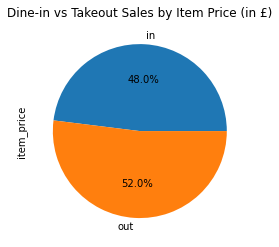 Dine-in vs Takeout Sales by Item Price (in £)
in
48.0%
item_price
52.0%
out